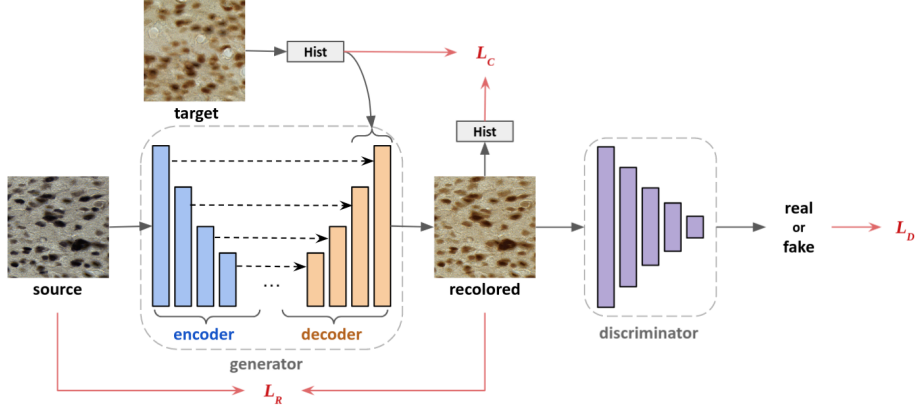 Hist
L_C
target
Hist
real
or
fake
L_D
source
...
recolored
encoder
decoder
discriminator
generator
L_R